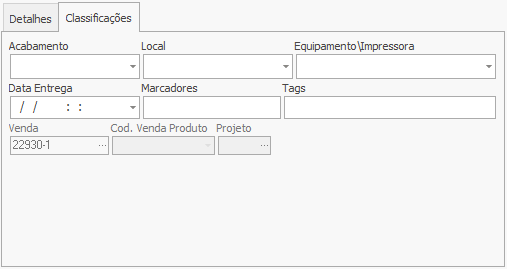 Detalhes Classificações
Acabamento Local Equipamento\Impressora
Data Entrega Marcadores Tags
/ / : :
Venda Cod. Venda Produto Projeto
22930-1 ... ...